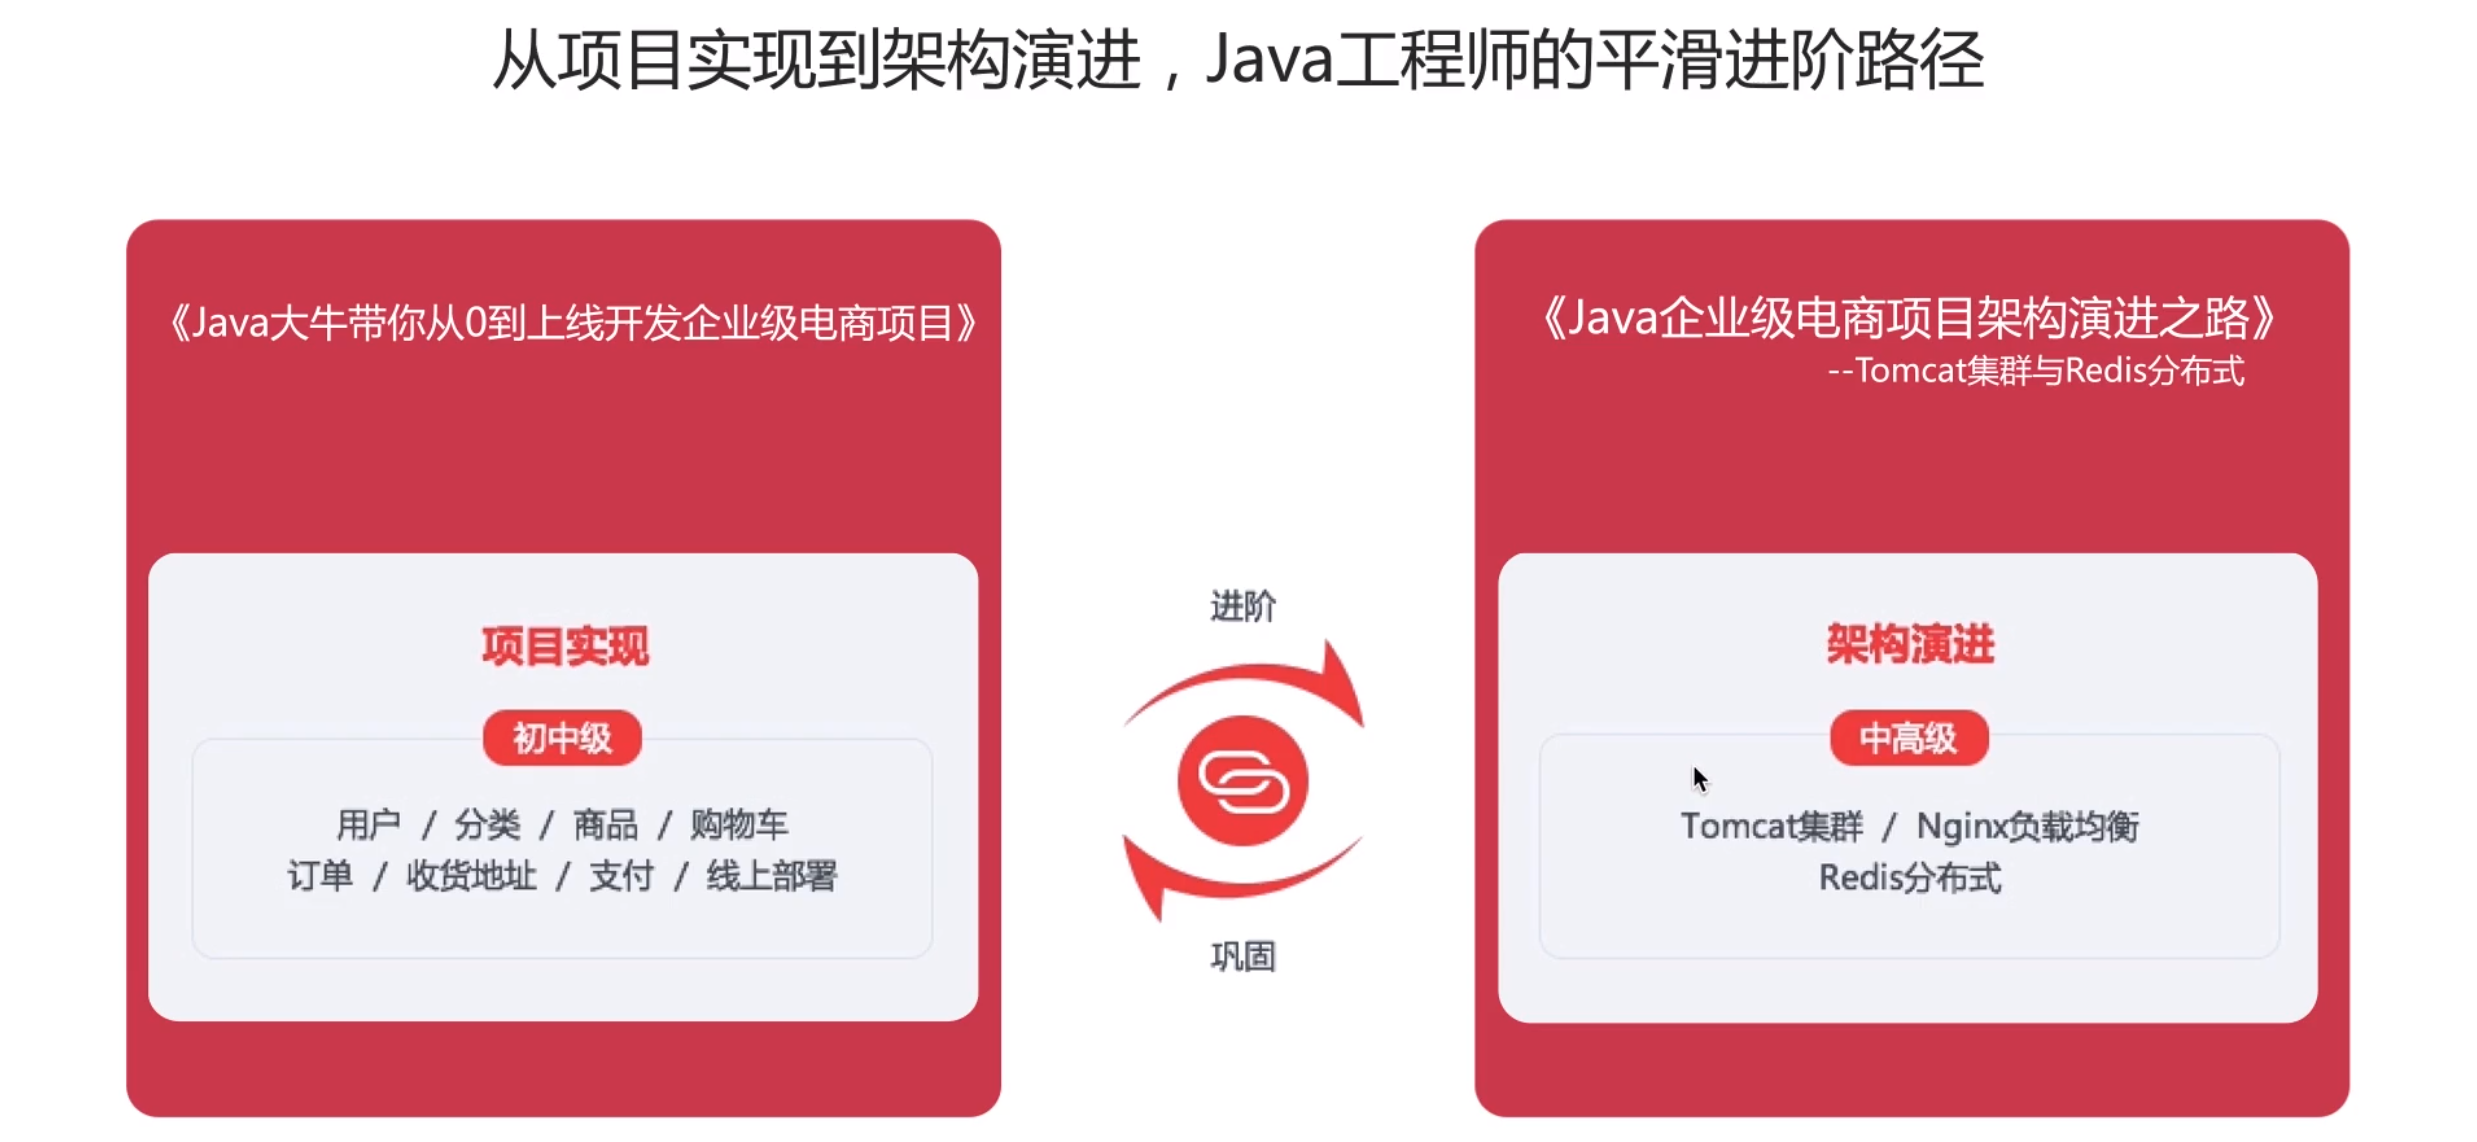 从项目实现到架构演进，Java工程师的平滑进阶路径
《Java大牛带你从0到上线开发企业级电商项目》
项目实现
初中级
用户 / 分类 / 商品 / 购物车
订单 / 收货地址 / 支付 / 线上部署
进阶
巩固
《Java企业级电商项目架构演进之路》
--Tomcat集群与Redis分布式
架构演进
中高级
Tomcat集群 / Nginx负载均衡
Redis分布式